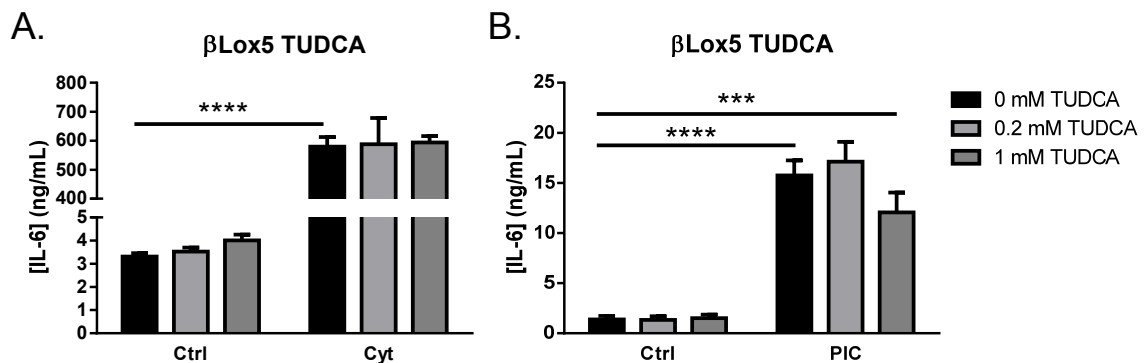 A.
βLox5 TUDCA
[IL-6] (ng/mL)
800
700
600
500
400
5
4
3
2
1
0
****
Ctrl
Cyt
B.
βLox5 TUDCA
[IL-6] (ng/mL)
25
20
15
10
5
0
***
****
Ctrl
PIC
0 mM TUDCA
0.2 mM TUDCA
1 mM TUDCA